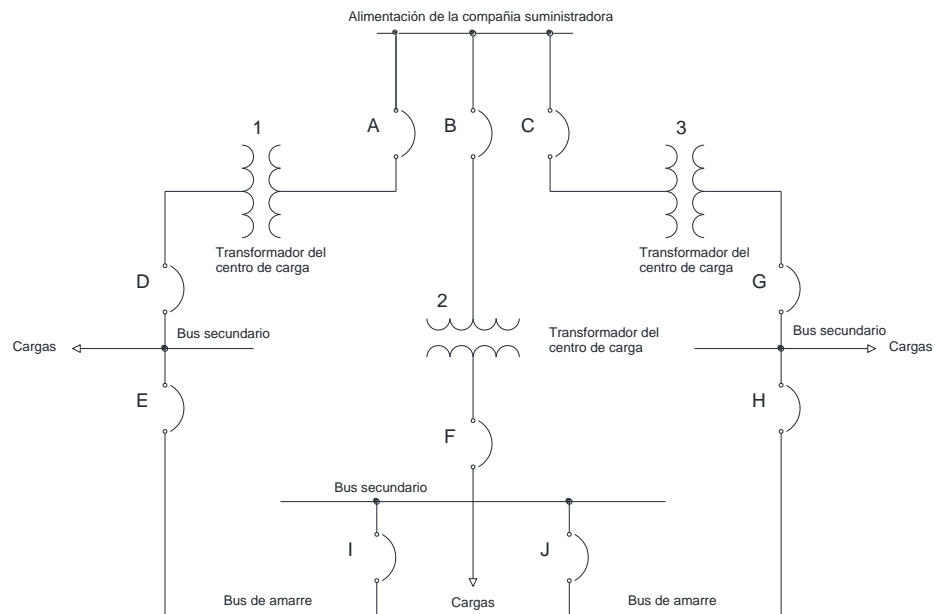 Alimentación de la compañia suministradora
1
A
B
C
3
Transformador del
centro de carga
Transformador del
centro de carga
D
G
2
Bus secundario
Transformador del
centro de carga
Bus secundario
Cargas
Cargas
E
H
F
Bus secundario
I
J
Bus de amarre
Cargas
Bus de amarre